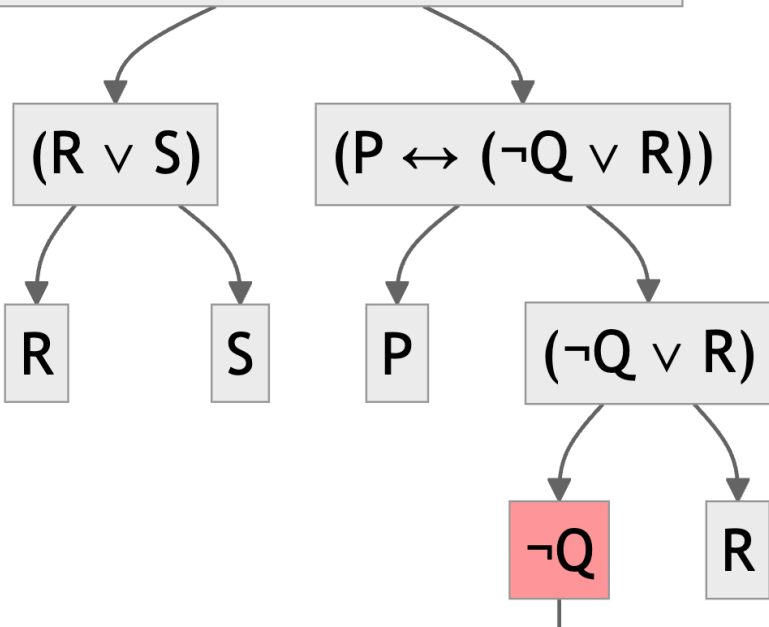 (R ∨ S) (P ↔ (¬Q ∨ R))
R S P (¬Q ∨ R)
¬Q R